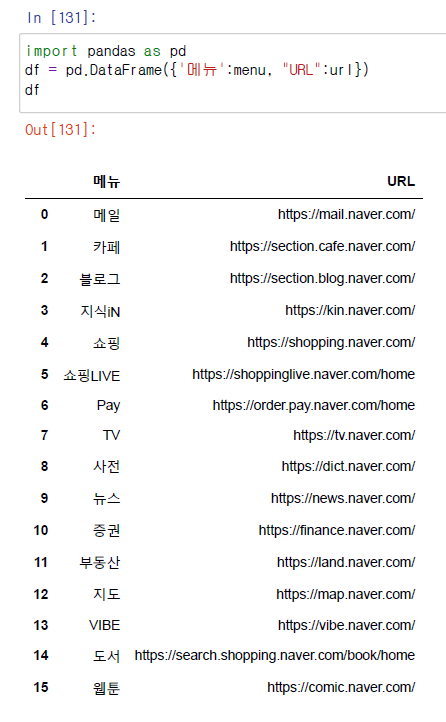 In [131]:
import pandas as pd
df = pd.DataFrame({'메뉴':menu, "URL":url})
df
Out[131]:
메뉴 URL
0 메일 https://mail.naver.com/
1 카페 https://section.cafe.naver.com/
2 블로그 https://section.blog.naver.com/
3 지식iN https://kin.naver.com/
4 쇼핑 https://shopping.naver.com/
5 쇼핑LIVE https://shoppinglive.naver.com/home
6 Pay https://order.pay.naver.com/home
7 TV https://tv.naver.com/
8 사전 https://dict.naver.com/
9 뉴스 https://news.naver.com/
10 증권 https://finance.naver.com/
11 부동산 https://land.naver.com/
12 지도 https://map.naver.com/
13 VIBE https://vibe.naver.com/
14 도서 https://search.shopping.naver.com/book/home
15 웹툰 https://comic.naver.com/